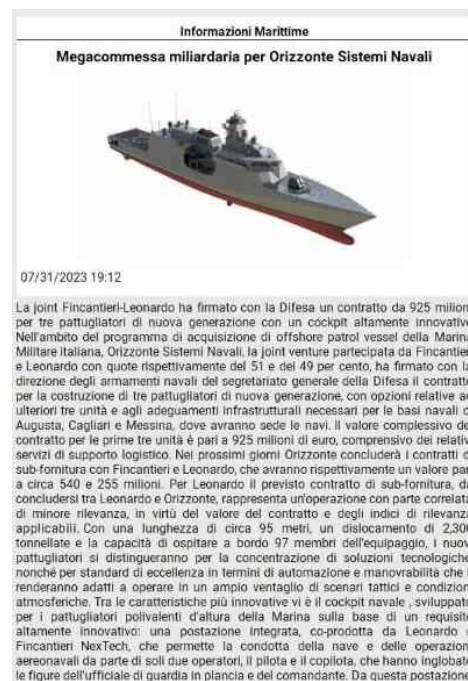 Informazioni Marittime
Megacommessa miliardaria per Orizzonte Sistemi Navali
07/31/2023 19:12
La joint Fincantieri-Leonardo ha firmato con la Difesa un contratto da 925 milion
per tre pattugliatori di nuova generazione con un cockpit altamente innovativo
Nell'ambito del programma di acquisizione di offshore patrol vessel della Marina
Militare italiana, Orizzonte Sistemi Navali, la joint venture partecipata da Fincantier
e Leonardo con quote rispettivamente del 51 e del 49 per cento, ha firmato con la
direzione degli armamenti navali del segretariato generale della Difesa il contratto
per la costruzione di tre pattugliatori di nuova generazione, con opzioni relative ad
ulteriori tre unità e agli adeguamenti infrastrutturali necessari per le basi navali d
Augusta, Cagliari e Messina, dove avranno sede le navi. Il valore complessivo del
contratto per le prime tre unità è pari a 925 milioni di euro, comprensivo dei relativ
servizi di supporto logistico. Nei prossimi giorni Orizzonte concluderà i contratti d
sub-fornitura con Fincantieri e Leonardo, che avranno rispettivamente un valore par
a circa 540 e 255 milioni. Per Leonardo il previsto contratto di sub-fornitura, da
concludersi tra Leonardo e Orizzonte, rappresenta un'operazione con parte correlata
di minore rilevanza, in virtù del valore del contratto e degli indici di rilevanza
applicabili. Con una lunghezza di circa 95 metri, un dislocamento di 2,300
tonnellate e la capacità di ospitare a bordo 97 membri dell'equipaggio, i nuov
pattugliatori si distingueranno per la concentrazione di soluzioni tecnologiche
nonché per standard di eccellenza in termini di automazione e manovrabilità che l
renderanno adatti a operare in un ampio ventaglio di scenari tattici e condizion
atmosferiche. Tra le caratteristiche più innovative vi è il cockpit navale , sviluppato
per i pattugliatori polivalenti d'altura della Marina sulla base di un requisito
altamente innovativo: una postazione integrata, co-prodotta da Leonardo
Fincantieri NexTech, che permette la condotta della nave e delle operazion
aereonavali da parte di soli due operatori, il pilota e il copilota, che hanno inglobato
le figure dell'ufficiale di guardia in plancia e del comandante. Da questa postazione